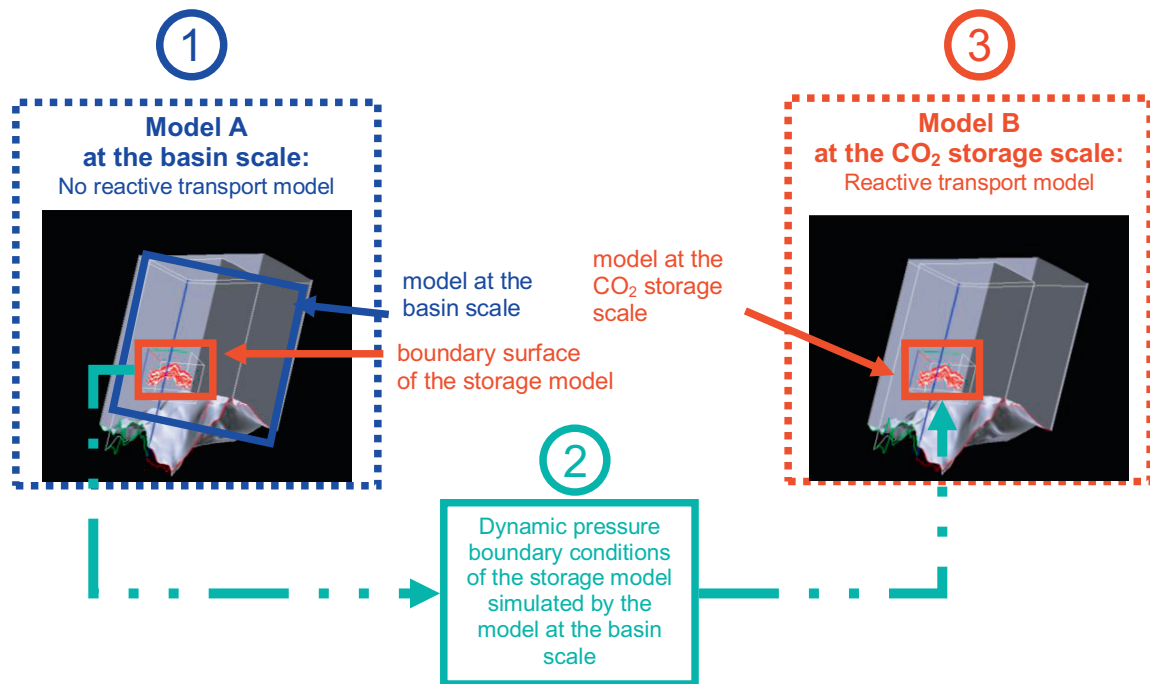 1
Model A
at the basin scale:
No reactive transport model
model at the
basin scale
boundary surface
of the storage model
2
Dynamic pressure
boundary conditions
of the storage model
simulated by the
model at the basin
scale
3
Model B
at the CO₂ storage scale:
Reactive transport model
model at the
CO₂ storage
scale